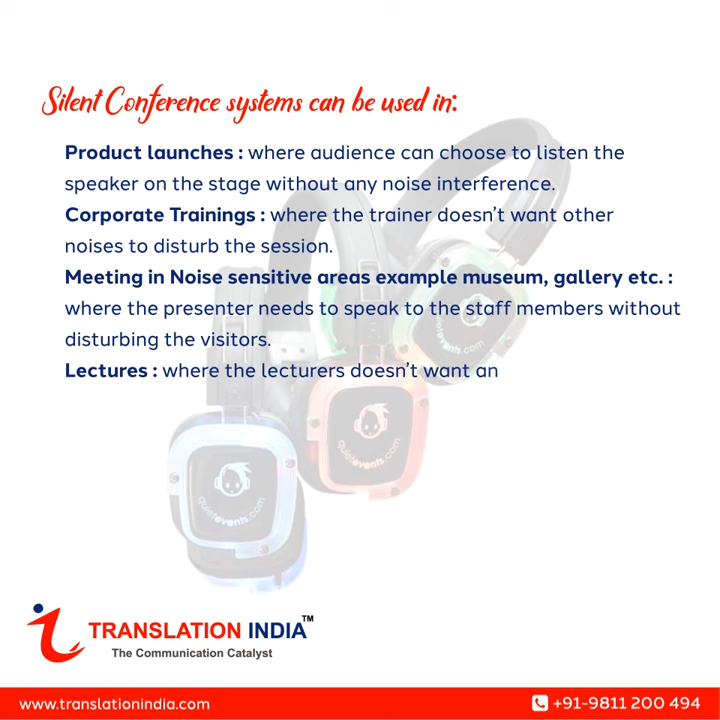 Silent Conference systems can be used in:
Product launches : where audience can choose to listen the
speaker on the stage without any noise interference.
Corporate Trainings : where the trainer doesn't want other
noises to disturb the session.
Meeting in Noise sensitive areas example museum, gallery etc. :
where the presenter needs to speak to the staff members without
disturbing the visitors.
Lectures : where the lecturers doesn't want an
quietevents.com
quietevents.com
quietevents.com
TRANSLATION INDIA™
The Communication Catalyst
www.translationindia.com
+91-9811 200 494